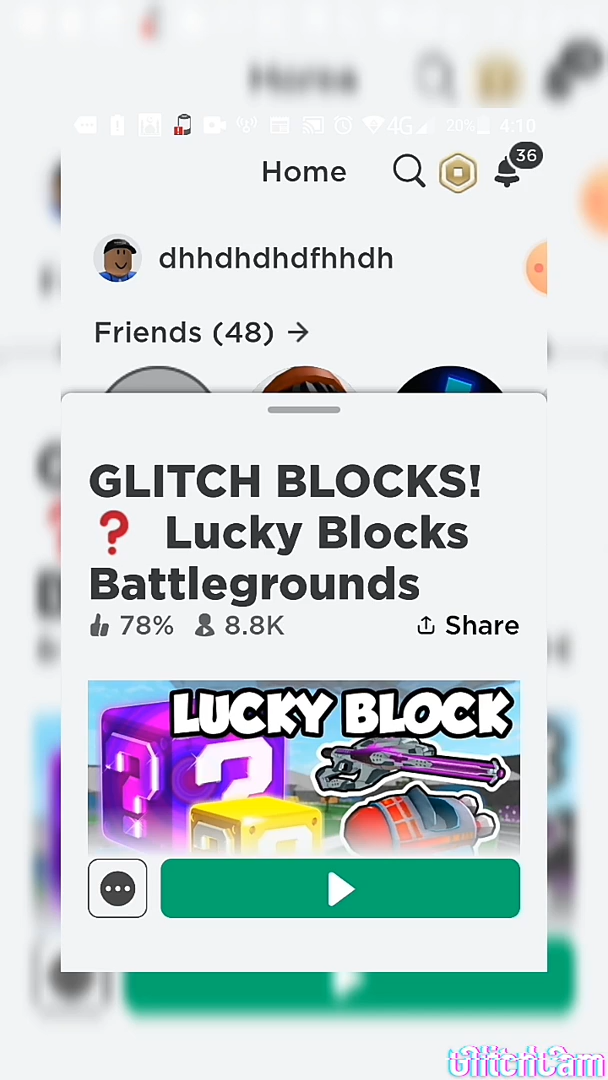 Home
4G 20% 4:10
Home
36
dhhdhdhdfhhdh
Friends (48) →
GLITCH BLOCKS!
❓ Lucky Blocks
Battlegrounds
78% 8.8K Share
LUCKY BLOCK
? ?
GlitchCam